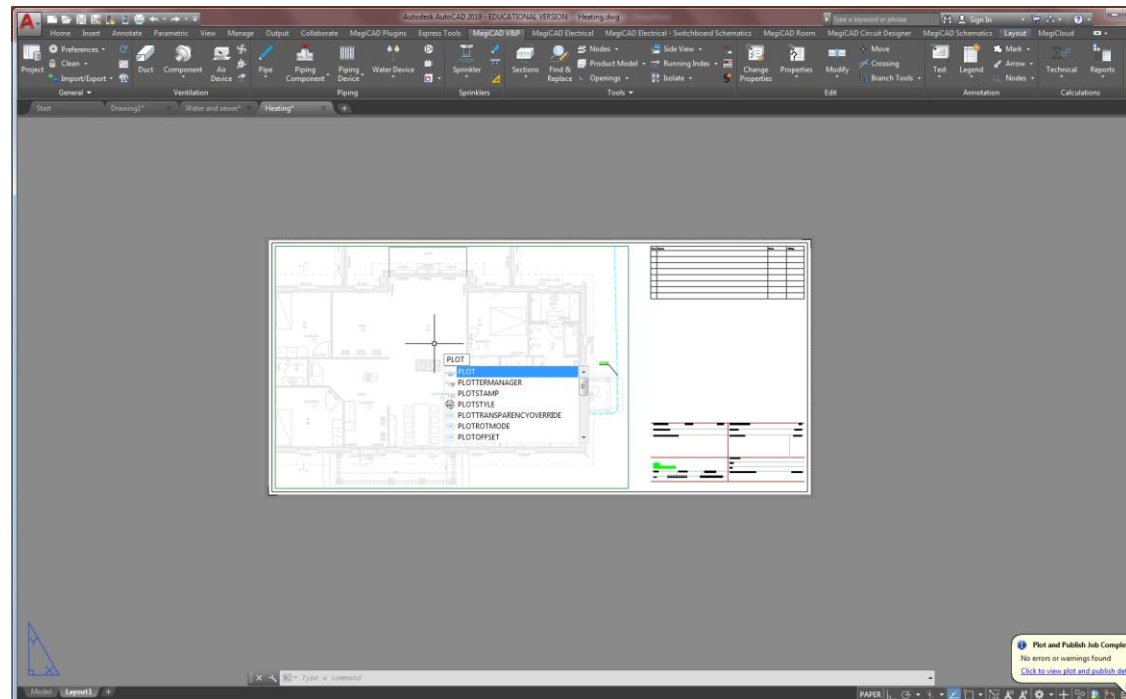 Autodesk AutoCAD 2019 - EDUCATIONAL VERSION Heating.dwg
Type a keyword or phrase
Sign In
Home Insert Annotate Parametric View Manage Output Collaborate MagiCAD Plugins Express Tools MagiCAD V&P MagiCAD Electrical MagiCAD Electrical - Switchboard Schematics MagiCAD Room MagiCAD Circuit Designer MagiCAD Schematics Layout MagiCloud
Project
Preferences
Clean
Import/Export
General
Duct
Component
Air Device
Ventilation
Pipe
Piping Component
Piping Device
Water Device
Piping
Sprinkler
Sprinklers
Sections
Find & Replace
Nodes
Product Model
Openings
Side View
Running Index
Isolate
Tools
Change Properties
Properties
Modify
Move
Crossing
Branch Tools
Edit
Text
Legend
Mark
Arrow
Nodes
Annotation
Technical
Reports
Calculations
Start Drawing1* Water and sewer* Heating*
PLOT
PLOT
PLOTTERMANAGER
PLOTSTAMP
PLOTSTYLE
PLOTTRANSPARENCYOVERRIDE
PLOTROTMODE
PLOTOFFSET
Y
X
Type a command
Plot and Publish Job Comple
No errors or warnings found
Click to view plot and publish det
Model Layout1
PAPER